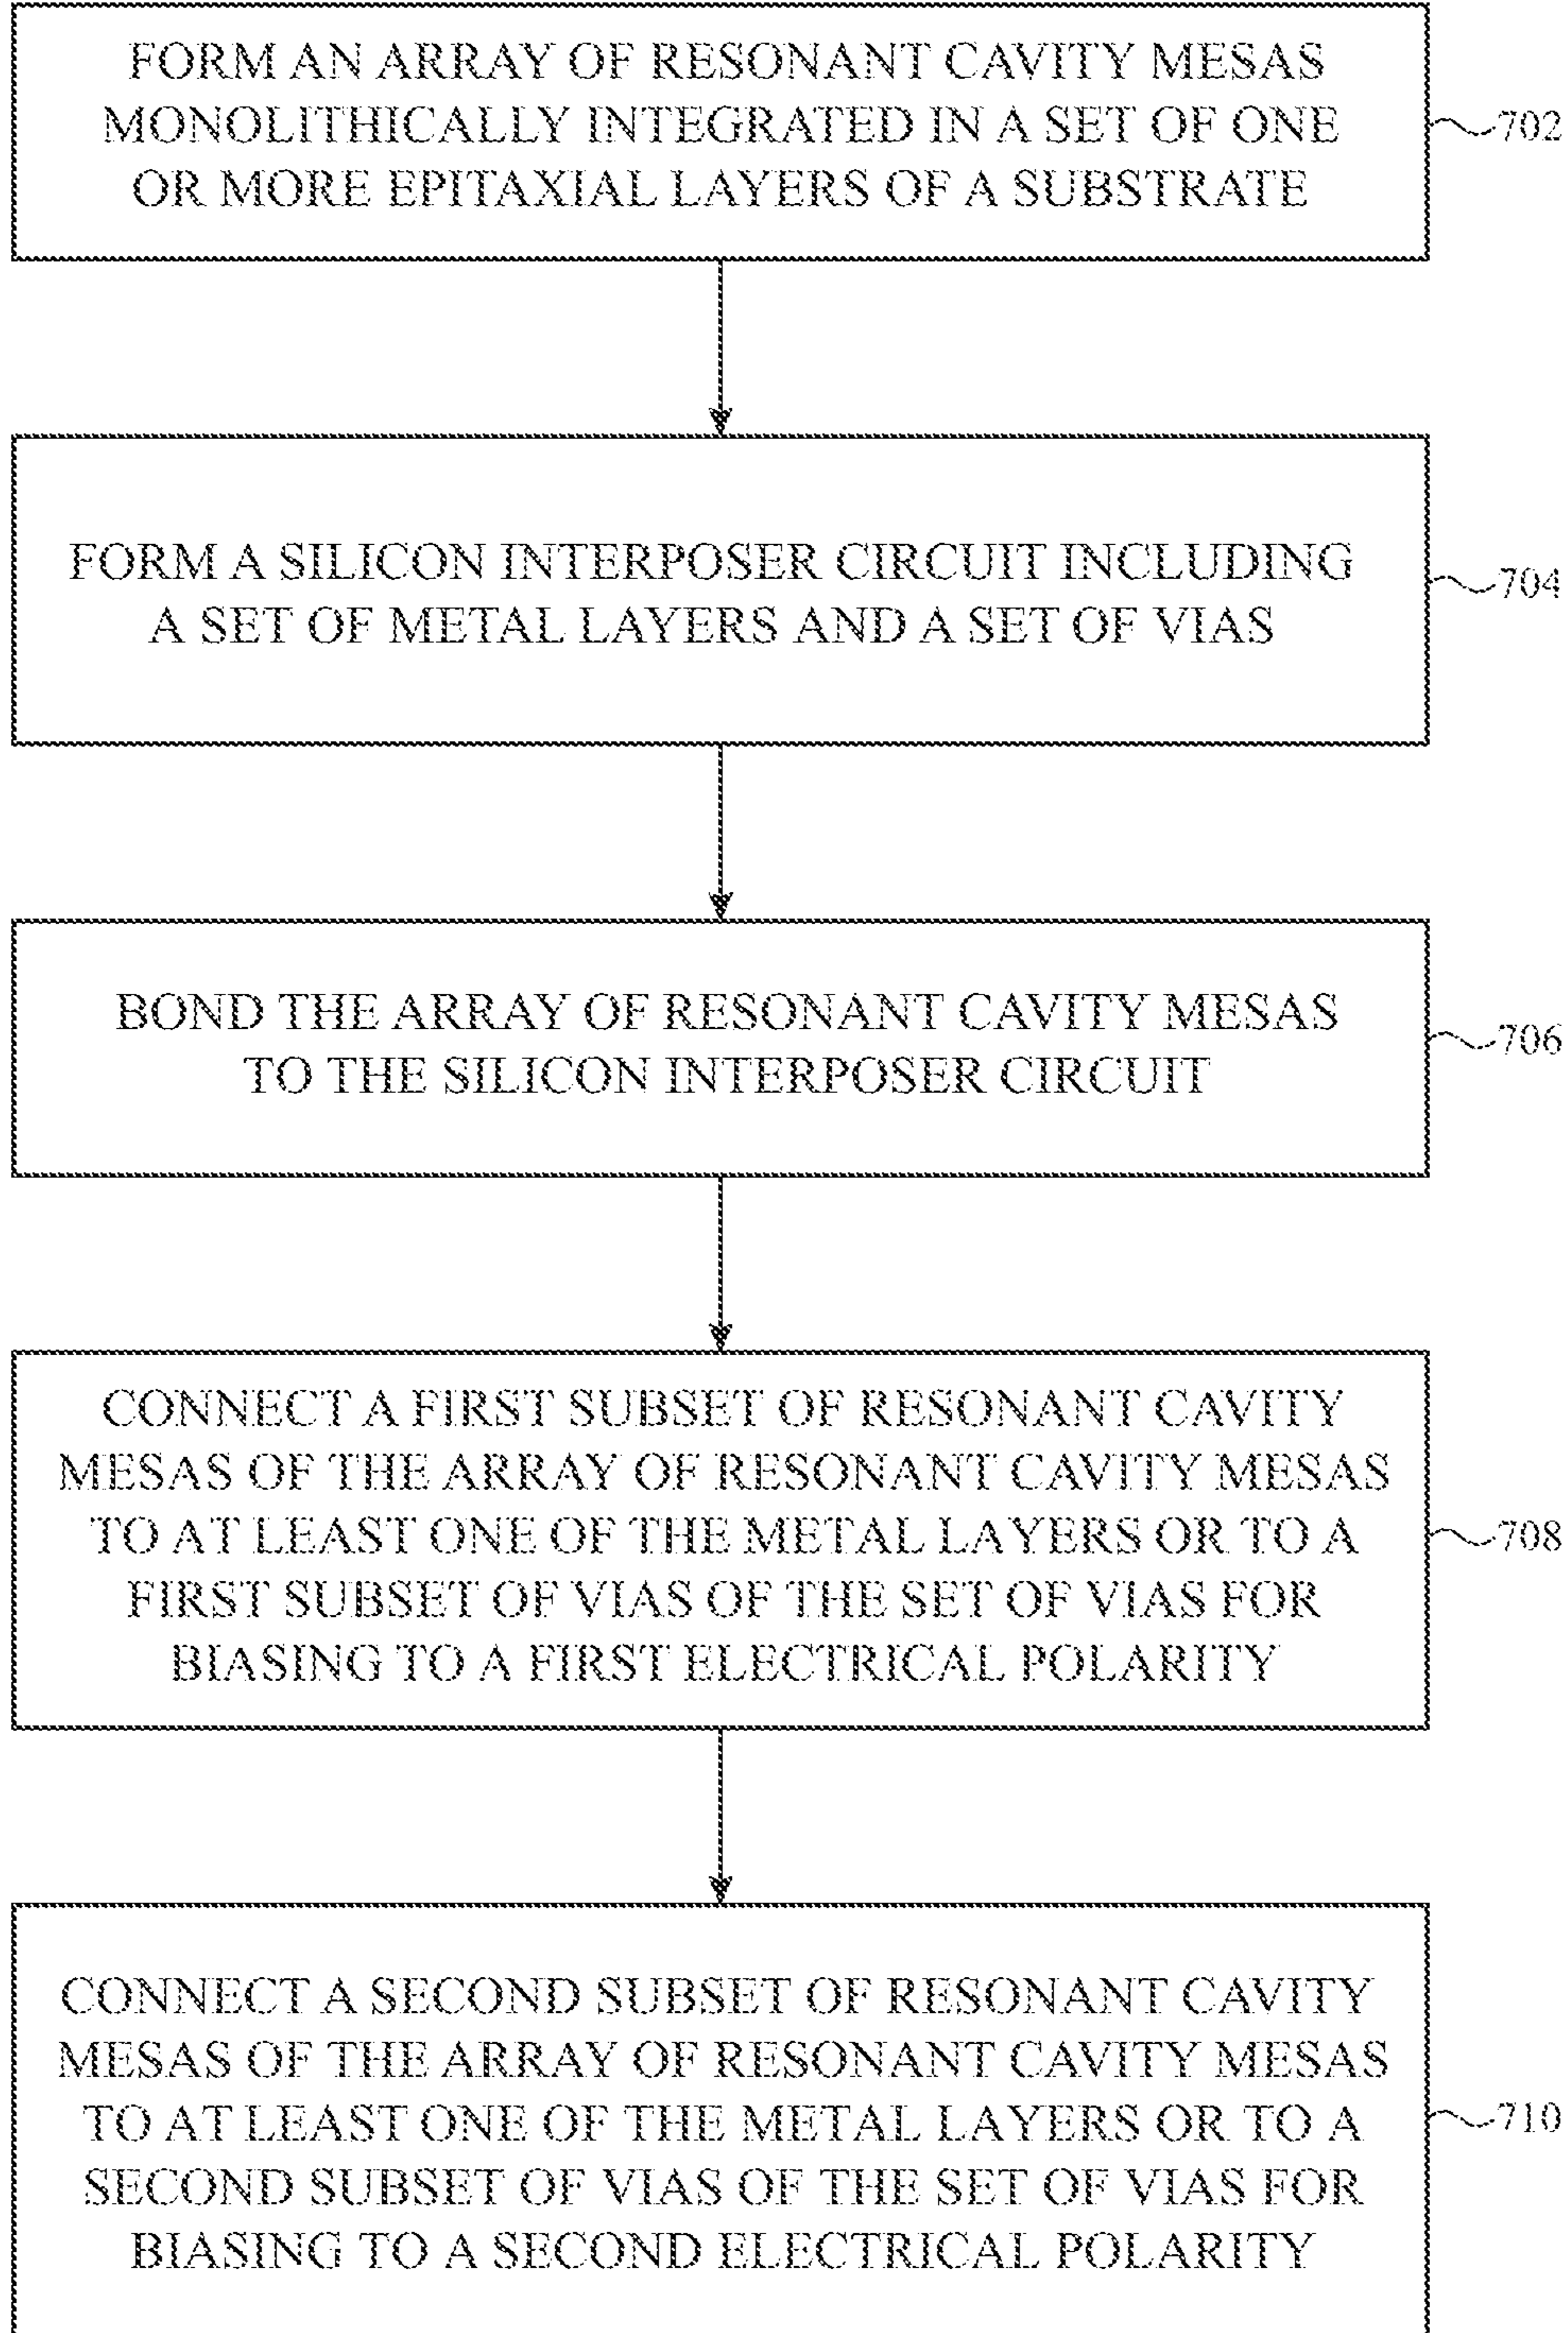 FORM AN ARRAY OF RESONANT CAVITY MESAS
MONOLITHICALLY INTEGRATED IN A SET OF ONE
OR MORE EPITAXIAL LAYERS OF A SUBSTRATE
702
FORM A SILICON INTERPOSER CIRCUIT INCLUDING
A SET OF METAL LAYERS AND A SET OF VIAS
704
BOND THE ARRAY OF RESONANT CAVITY MESAS
TO THE SILICON INTERPOSER CIRCUIT
706
CONNECT A FIRST SUBSET OF RESONANT CAVITY
MESAS OF THE ARRAY OF RESONANT CAVITY MESAS
TO AT LEAST ONE OF THE METAL LAYERS OR TO A
FIRST SUBSET OF VIAS OF THE SET OF VIAS FOR
BIASING TO A FIRST ELECTRICAL POLARITY
708
CONNECT A SECOND SUBSET OF RESONANT CAVITY
MESAS OF THE ARRAY OF RESONANT CAVITY MESAS
TO AT LEAST ONE OF THE METAL LAYERS OR TO A
SECOND SUBSET OF VIAS OF THE SET OF VIAS FOR
BIASING TO A SECOND ELECTRICAL POLARITY
710